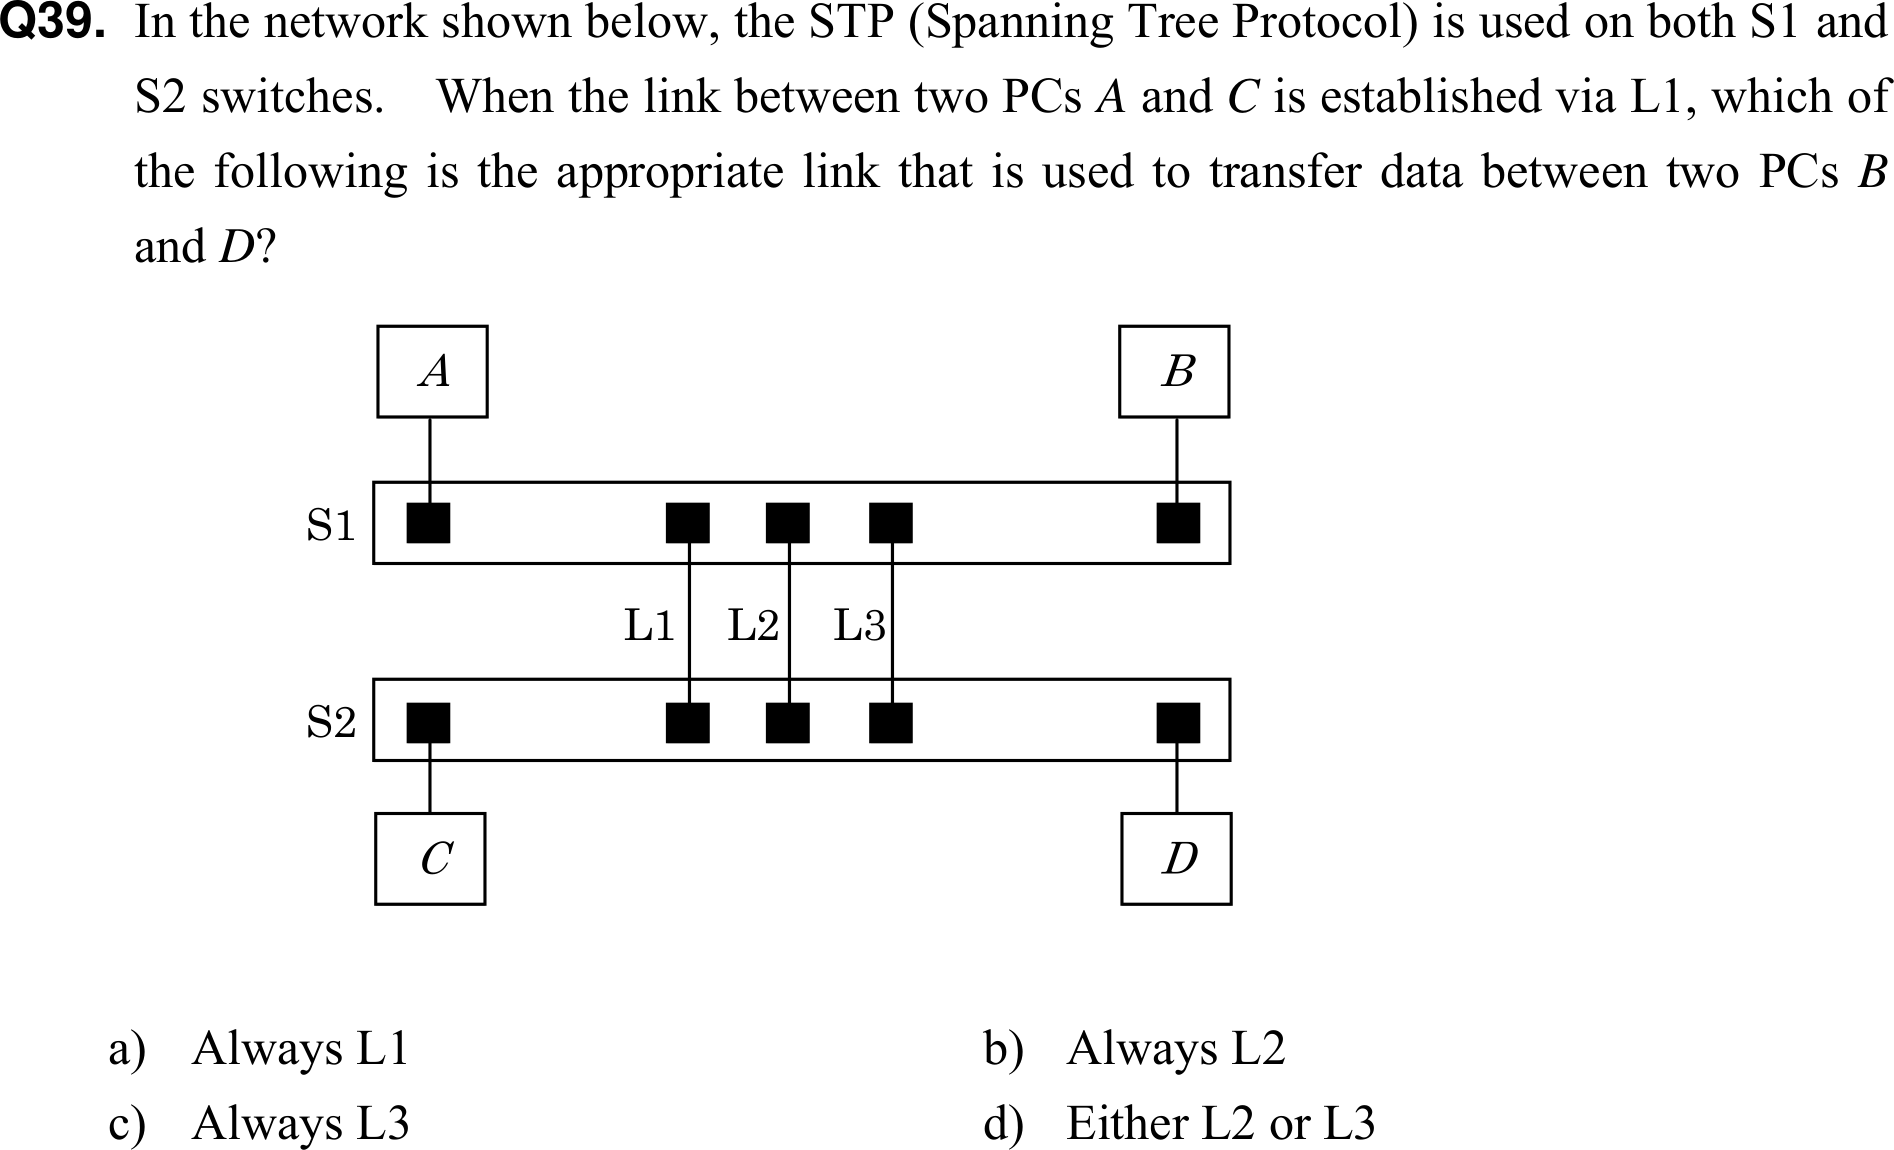 Q39. In the network shown below, the STP (Spanning Tree Protocol) is used on both S1 and
S2 switches. When the link between two PCs A and C is established via L1, which of
the following is the appropriate link that is used to transfer data between two PCs B
and D?
A
B
S1
L1
L2
L3
S2
C
D
a) Always L1
b) Always L2
c) Always L3
d) Either L2 or L3